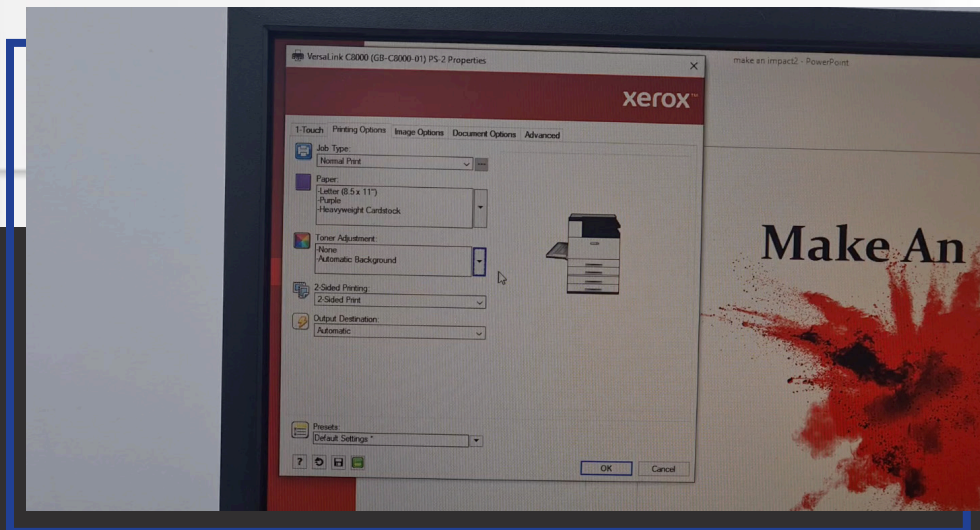 VersaLink C8000 (GB-C8000-01) PS-2 Properties
make an impact2 - PowerPoint
xerox™
1-Touch Printing Options Image Options Document Options Advanced
Job Type:
Normal Print
Paper:
-Letter (8.5 x 11")
-Purple
-Heavyweight Cardstock
Toner Adjustment:
-None
-Automatic Background
2-Sided Printing:
2-Sided Print
Output Destination:
Automatic
Make An
Presets:
Default Settings *
?
OK Cancel